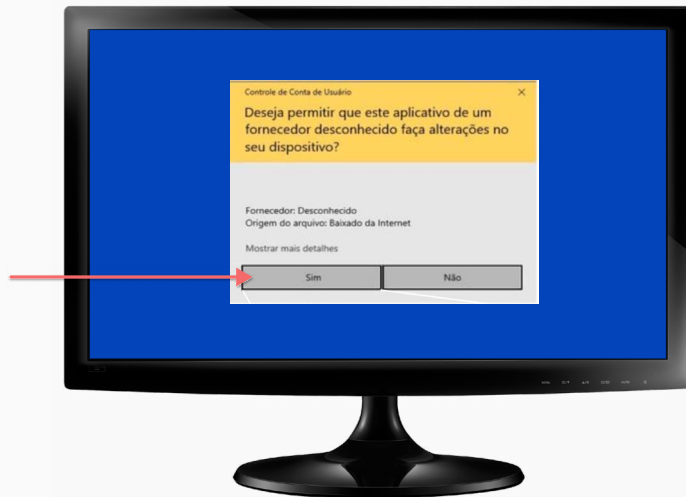 Controle de Conta de Usuário
Deseja permitir que este aplicativo de um
fornecedor desconhecido faça alterações no
seu dispositivo?
Fornecedor: Desconhecido
Origem do arquivo: Baixado da Internet
Mostrar mais detalhes
Sim
Não